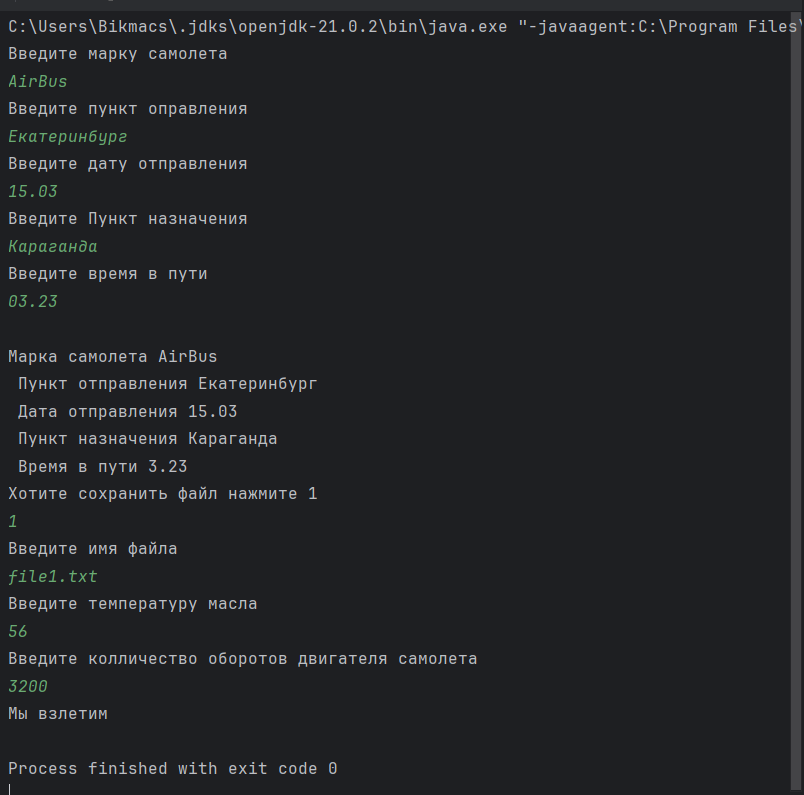 C:\Users\Bikmacs\.jdks\openjdk-21.0.2\bin\java.exe "-javaagent:C:\Program Files\
Введите марку самолета
AirBus
Введите пункт оправления
Екатеринбург
Введите дату отправления
15.03
Введите Пункт назначения
Караганда
Введите время в пути
03.23
Марка самолета AirBus
Пункт отправления Екатеринбург
Дата отправления 15.03
Пункт назначения Караганда
Время в пути 3.23
Хотите сохранить файл нажмите 1
1
Введите имя файла
file1.txt
Введите температуру масла
56
Введите колличество оборотов двигателя самолета
3200
Мы взлетим
Process finished with exit code 0